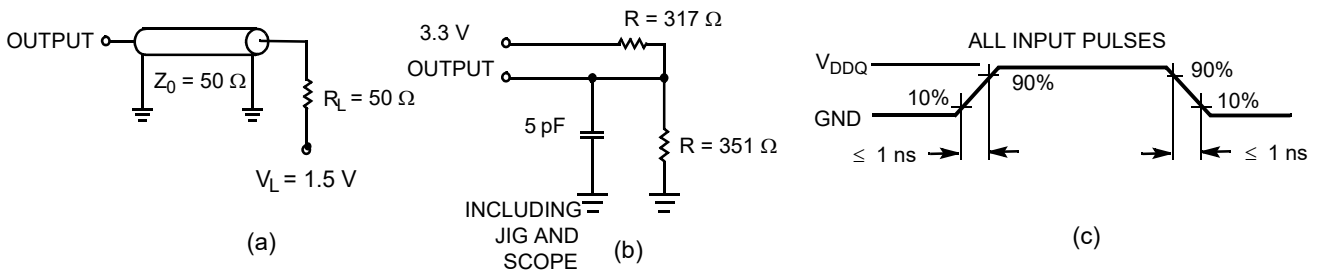 OUTPUT
Z0 = 50 Ω
RL = 50 Ω
VL = 1.5 V
(a)
3.3 V
R = 317 Ω
OUTPUT
5 pF
R = 351 Ω
INCLUDING
JIG AND
SCOPE
(b)
ALL INPUT PULSES
VDDQ
GND
10%
90%
90%
10%
≤ 1 ns
≤ 1 ns
(c)